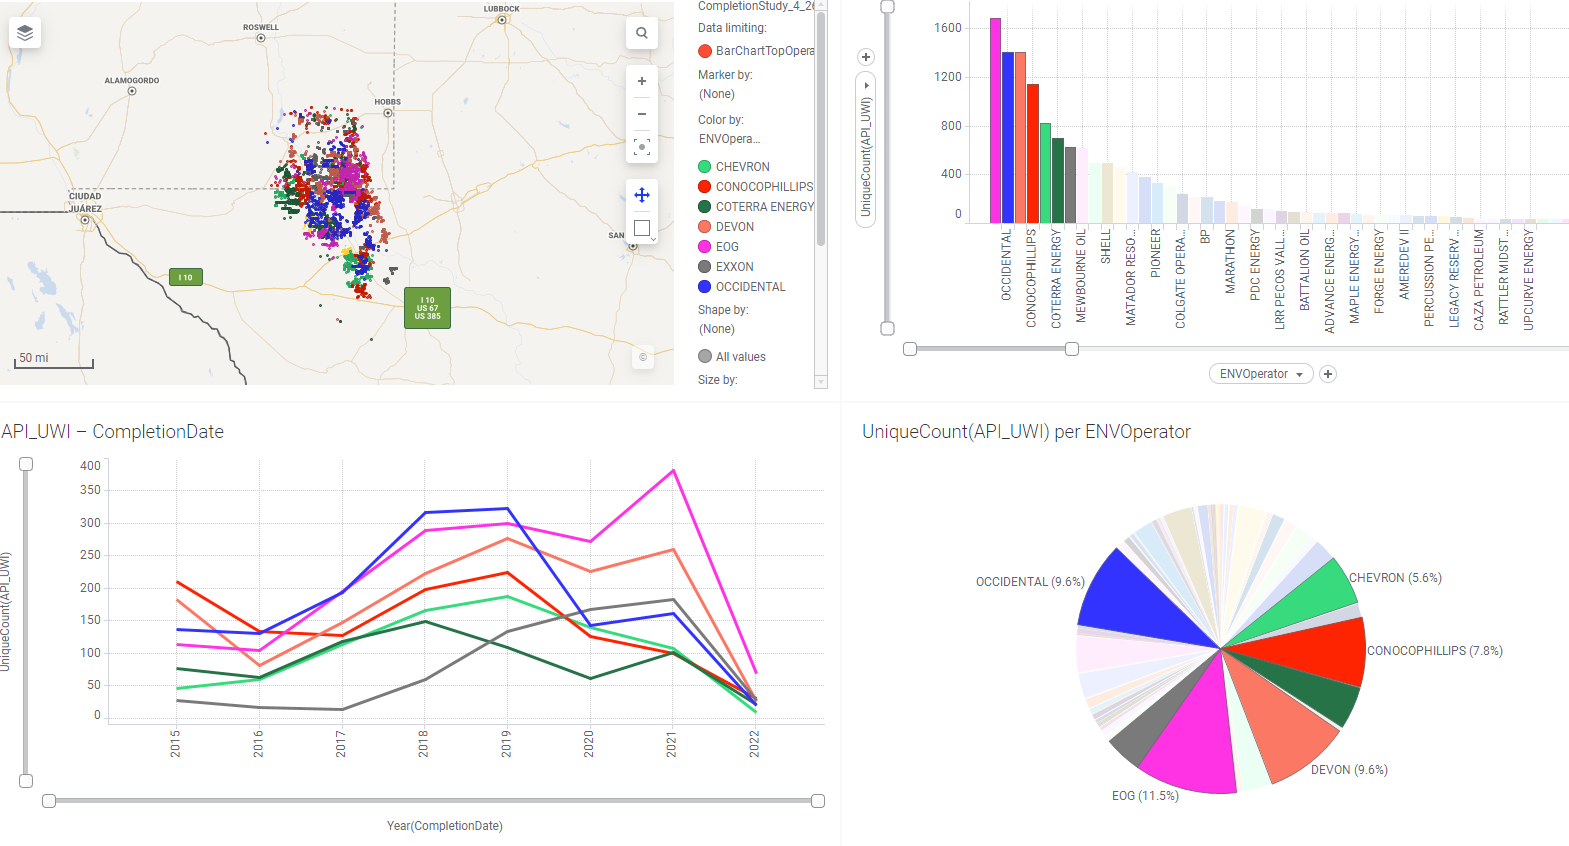 LUBBOCK
ROSWELL
ALAMOGORDO
HOBBS
CIUDAD
JUÁREZ
SAN
I 10
I 10
US 67
US 385
50 mi
©
CompletionStudy_4_26
Data limiting:
BarChartTopOpera
Marker by:
(None)
Color by:
ENVOpera...
CHEVRON
CONOCOPHILLIPS
COTERRA ENERGY
DEVON
EOG
EXXON
OCCIDENTAL
Shape by:
(None)
All values
Size by:
UniqueCount(API_UWI)
1600
1200
800
400
0
OCCIDENTAL
CONOCOPHILLIPS
COTERRA ENERGY
MEWBOURNE OIL
SHELL
MATADOR RESO...
PIONEER
COLGATE OPERA...
BP
MARATHON
PDC ENERGY
LRR PECOS VALL...
BATTALION OIL
ADVANCE ENERG...
MAPLE ENERGY...
FORGE ENERGY
AMEREDEV II
PERCUSSION PE...
LEGACY RESERV...
CAZA PETROLEUM
RATTLER MIDST...
UPCURVE ENERGY
ENVOperator
API_UWI – CompletionDate
UniqueCount(API_UWI)
400
350
300
250
200
150
100
50
0
2015
2016
2017
2018
2019
2020
2021
2022
Year(CompletionDate)
UniqueCount(API_UWI) per ENVOperator
OCCIDENTAL (9.6%)
CHEVRON (5.6%)
CONOCOPHILLIPS (7.8%)
DEVON (9.6%)
EOG (11.5%)